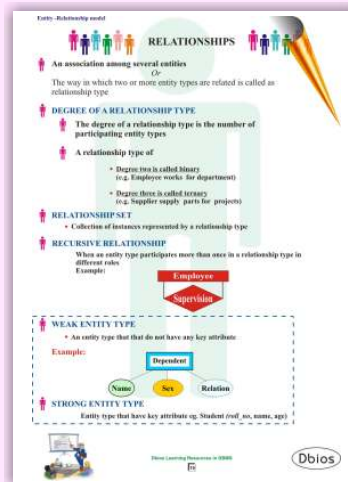 Entity -Relationship model
RELATIONSHIPS
An association among several entities
Or
The way in which two or more entity types are related is called as
relationship type
DEGREE OF A RELATIONSHIP TYPE
The degree of a relationship type is the number of
participating entity types
A relationship type of
Degree two is called binary
(e.g. Employee works for department)
Degree three is called ternary
(e.g. Supplier supply parts for projects)
RELATIONSHIP SET
Collection of instances represented by a relationship type
RECURSIVE RELATIONSHIP
When an entity type participates more than once in a relationship type in
different roles
Example:
Employee
Supervision
WEAK ENTITY TYPE
An entity type that that do not have any key attribute
Example:
Dependent
Name Sex Relation
STRONG ENTITY TYPE
Entity type that have key attribute eg. Student (roll_no, name, age)
Dbios Learning Resources in
Dbios